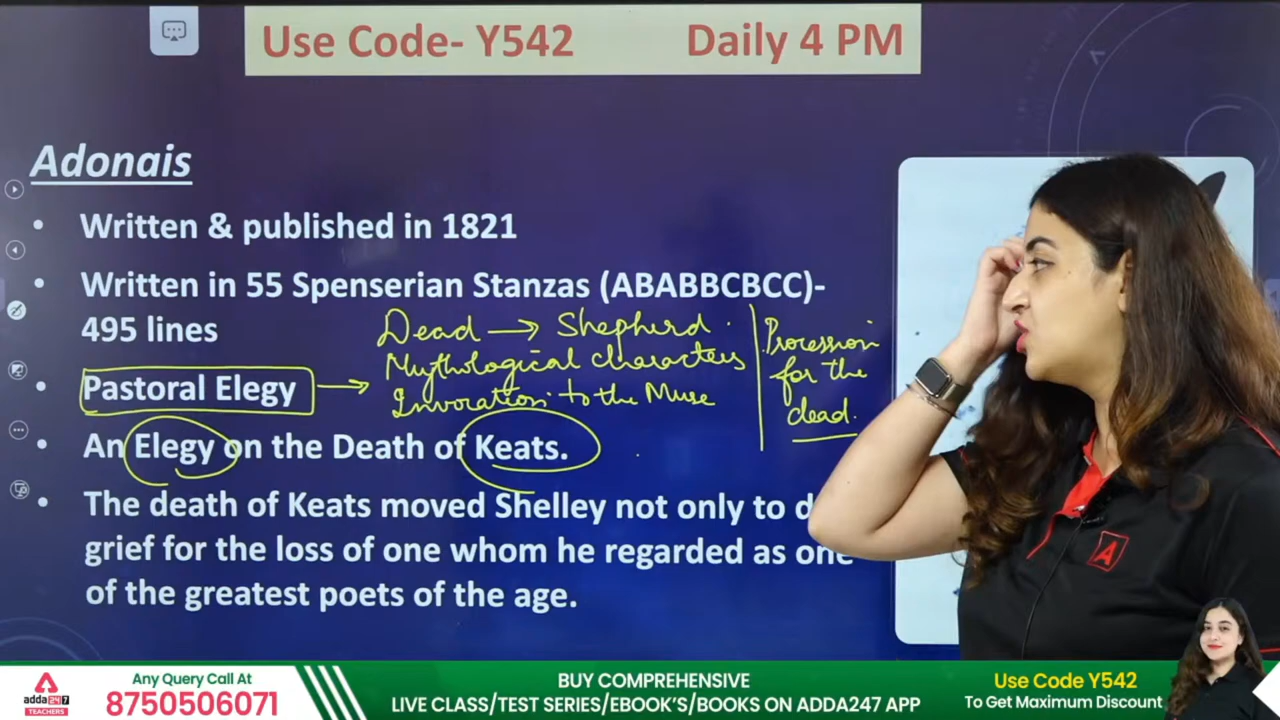 Use Code- Y542 Daily 4 PM
Adonais
• Written & published in 1821
• Written in 55 Spenserian Stanzas (ABABBCBCC)-
495 lines
Dead → Shepherd.
Mythological characters
Invocation to the Muse
Procession
for the
dead.
• Pastoral Elegy →
• An Elegy on the Death of Keats.
• The death of Keats moved Shelley not only to d
grief for the loss of one whom he regarded as one
of the greatest poets of the age.
A
adda 247
TEACHERS
Any Query Call At
8750506071
BUY COMPREHENSIVE
LIVE CLASS/TEST SERIES/EBOOK'S/BOOKS ON ADDA247 APP
Use Code Y542
To Get Maximum Discount